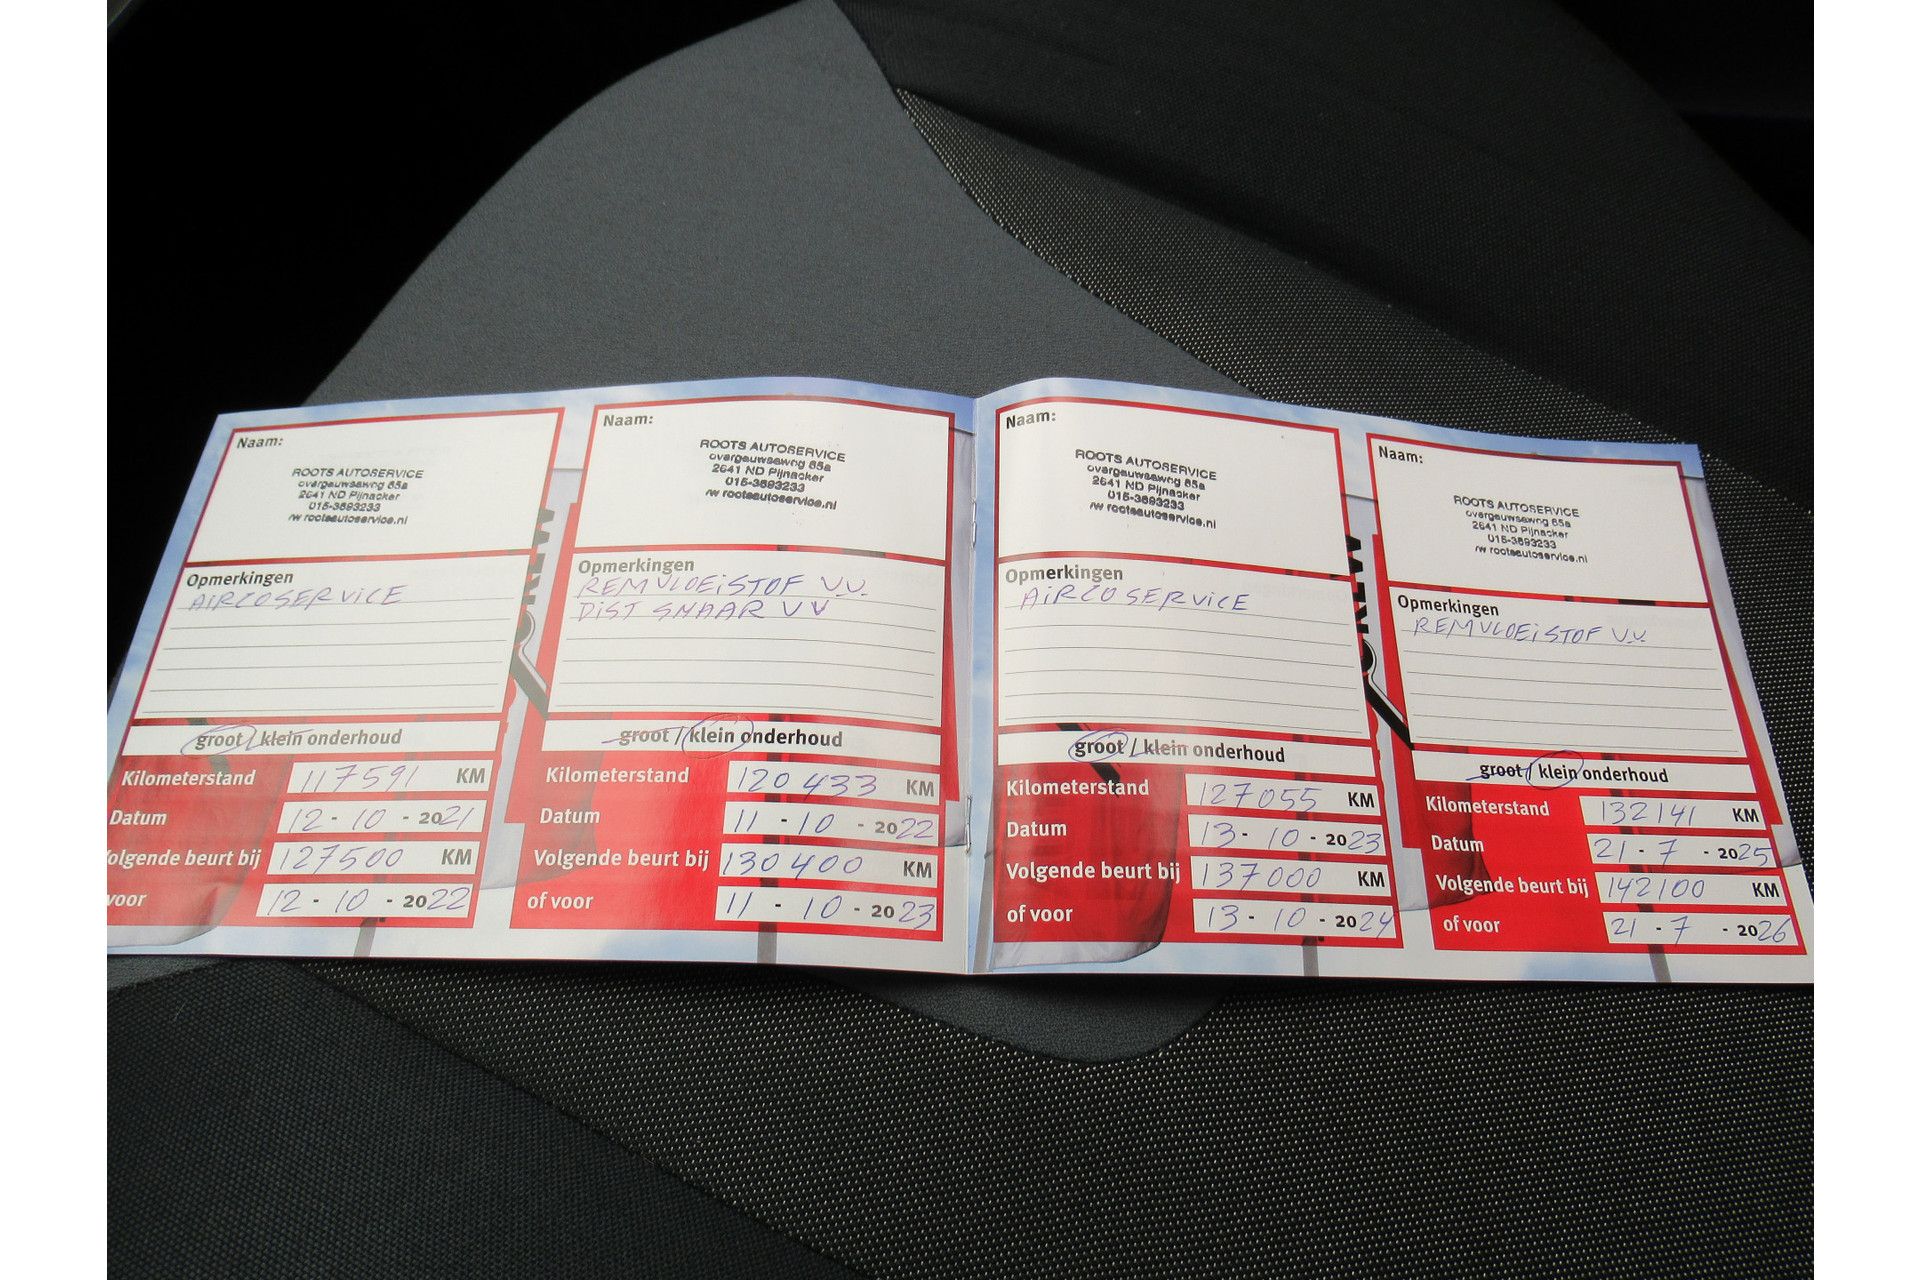 Naam:
ROOTS AUTOSERVICE
overgauwseweg 65a
2641 ND Pijnacker
015-3693233
rootsautoservice.nl
Opmerkingen
AIRCOSERVICE
groot / klein onderhoud
Kilometerstand 117591 KM
Datum 12 - 10 - 2021
Volgende beurt bij 127500 KM
voor 12 - 10 - 2022
Naam:
ROOTS AUTOSERVICE
overgauwseweg 65a
2641 ND Pijnacker
015-3693233
rootsautoservice.nl
Opmerkingen
REMVLOEISTOF V.V.
DIST SMAAR VV
groot / klein onderhoud
Kilometerstand 120433 KM
Datum 11 - 10 - 2022
Volgende beurt bij 130400 KM
of voor 11 - 10 - 2023
Naam:
ROOTS AUTOSERVICE
overgauwseweg 65a
2641 ND Pijnacker
015-3693233
rootsautoservice.nl
Opmerkingen
AIRCOSERVICE
groot / klein onderhoud
Kilometerstand 127055 KM
Datum 13 - 10 - 2023
Volgende beurt bij 137000 KM
of voor 13 - 10 - 2024
Naam:
ROOTS AUTOSERVICE
overgauwseweg 65a
2641 ND Pijnacker
015-3693233
rootsautoservice.nl
Opmerkingen
REMVLOEISTOF V.V.
groot / klein onderhoud
Kilometerstand 132141 KM
Datum 21 - 7 - 2025
Volgende beurt bij 142100 KM
of voor 21 - 7 - 2026